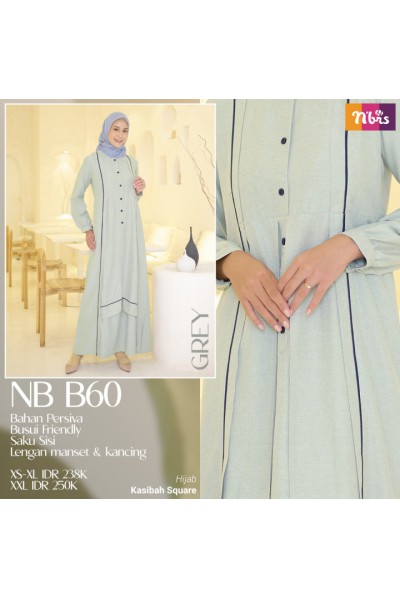 Nbrs
GREY
NB B60
Bahan Persiva
Busui Friendly
Saku Sisi
Lengan manset & kancing
XS-XL IDR 238K
XXL IDR 250K
Hijab
Kasibah Square